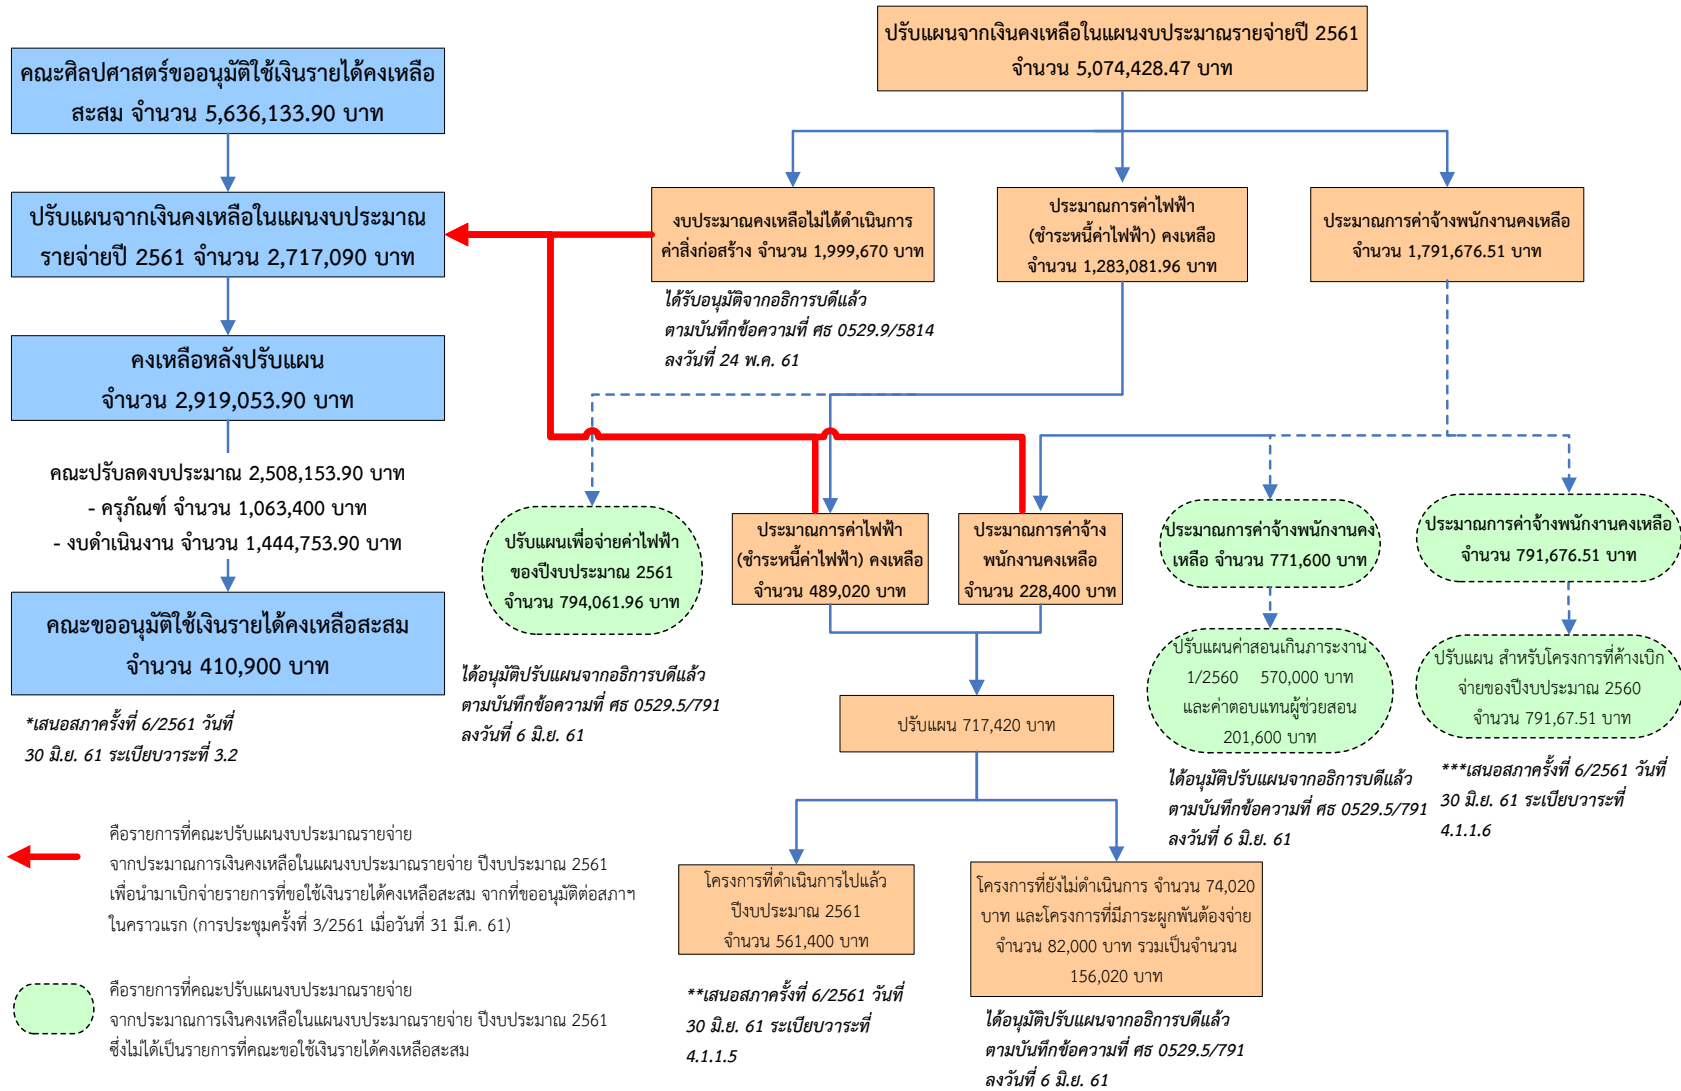 คณะศิลปศาสตร์ขออนุมัติใช้เงินรายได้คงเหลือ
สะสม จำนวน 5,636,133.90 บาท
ปรับแผนจากเงินคงเหลือในแผนงบประมาณ
รายจ่ายปี 2561 จำนวน 2,717,090 บาท
คงเหลือหลังปรับแผน
จำนวน 2,919,053.90 บาท
คณะปรับลดงบประมาณ 2,508,153.90 บาท
- ครุภัณฑ์ จำนวน 1,063,400 บาท
- งบดำเนินงาน จำนวน 1,444,753.90 บาท
คณะขออนุมัติใช้เงินรายได้คงเหลือสะสม
จำนวน 410,900 บาท
*เสนอสภาครั้งที่ 6/2561 วันที่
30 มิ.ย. 61 ระเบียบวาระที่ 3.2
ปรับแผนจากเงินคงเหลือในแผนงบประมาณรายจ่ายปี 2561
จำนวน 5,074,428.47 บาท
งบประมาณคงเหลือไม่ได้ดำเนินการ
ค่าสิ่งก่อสร้าง จำนวน 1,999,670 บาท
ได้รับอนุมัติจากอธิการบดีแล้ว
ตามบันทึกข้อความที่ ศธ 0529.9/5814
ลงวันที่ 24 พ.ค. 61
ประมาณการค่าไฟฟ้า
(ชำระหนี้ค่าไฟฟ้า) คงเหลือ
จำนวน 1,283,081.96 บาท
ประมาณการค่าจ้างพนักงานคงเหลือ
จำนวน 1,791,676.51 บาท
ปรับแผนเพื่อจ่ายค่าไฟฟ้า
ของปีงบประมาณ 2561
จำนวน 794,061.96 บาท
ได้อนุมัติปรับแผนจากอธิการบดีแล้ว
ตามบันทึกข้อความที่ ศธ 0529.5/791
ลงวันที่ 6 มิ.ย. 61
ประมาณการค่าไฟฟ้า
(ชำระหนี้ค่าไฟฟ้า) คงเหลือ
จำนวน 489,020 บาท
ประมาณการค่าจ้าง
พนักงานคงเหลือ
จำนวน 228,400 บาท
ประมาณการค่าจ้างพนักงานคง
เหลือ จำนวน 771,600 บาท
ประมาณการค่าจ้างพนักงานคงเหลือ
จำนวน 791,676.51 บาท
ปรับแผนค่าสอนเกินภาระงาน
1/2560 570,000 บาท
และค่าตอบแทนผู้ช่วยสอน
201,600 บาท
ได้อนุมัติปรับแผนจากอธิการบดีแล้ว
ตามบันทึกข้อความที่ ศธ 0529.5/791
ลงวันที่ 6 มิ.ย. 61
ปรับแผน สำหรับโครงการที่ค้างเบิก
จ่ายของปีงบประมาณ 2560
จำนวน 791,67.51 บาท
***เสนอสภาครั้งที่ 6/2561 วันที่
30 มิ.ย. 61 ระเบียบวาระที่
4.1.1.6
ปรับแผน 717,420 บาท
โครงการที่ดำเนินการไปแล้ว
ปีงบประมาณ 2561
จำนวน 561,400 บาท
**เสนอสภาครั้งที่ 6/2561 วันที่
30 มิ.ย. 61 ระเบียบวาระที่
4.1.1.5
โครงการที่ยังไม่ดำเนินการ จำนวน 74,020
บาท และโครงการที่มีภาระผูกพันต้องจ่าย
จำนวน 82,000 บาท รวมเป็นจำนวน
156,020 บาท
ได้อนุมัติปรับแผนจากอธิการบดีแล้ว
ตามบันทึกข้อความที่ ศธ 0529.5/791
ลงวันที่ 6 มิ.ย. 61
คือรายการที่คณะปรับแผนงบประมาณรายจ่าย
จากประมาณการเงินคงเหลือในแผนงบประมาณรายจ่าย ปีงบประมาณ 2561
เพื่อนำมาเบิกจ่ายรายการที่ขอใช้เงินรายได้คงเหลือสะสม จากที่ขออนุมัติต่อสภาฯ
ในคราวแรก (การประชุมครั้งที่ 3/2561 เมื่อวันที่ 31 มี.ค. 61)
คือรายการที่คณะปรับแผนงบประมาณรายจ่าย
จากประมาณการเงินคงเหลือในแผนงบประมาณรายจ่าย ปีงบประมาณ 2561
ซึ่งไม่ได้เป็นรายการที่คณะขอใช้เงินรายได้คงเหลือสะสม